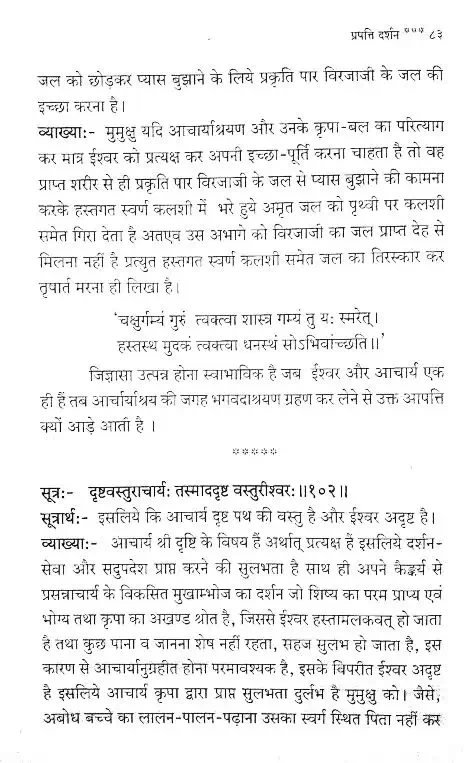 प्रपत्ति दर्शन *** ८३
जल को छोड़कर प्यास बुझाने के लिये प्रकृति पार विरजाजी के जल की
इच्छा करना है।
व्याख्या:- मुमुक्षु यदि आचार्याश्रयण और उनके कृपा-बल का परित्याग
कर मात्र ईश्वर को प्रत्यक्ष कर अपनी इच्छा-पूर्ति करना चाहता है तो वह
प्राप्त शरीर से ही प्रकृति पार विरजाजी के जल से प्यास बुझाने की कामना
करके हस्तगत स्वर्ण कलशी में भरे हुये अमृत जल को पृथ्वी पर कलशी
समेत गिरा देता है अतएव उस अभागे को विरजाजी का जल प्राप्त देह से
मिलना नहीं है प्रत्युत हस्तगत स्वर्ण कलशी समेत जल का तिरस्कार कर
तृषार्त मरना ही लिखा है।
'चक्षुर्गम्यं गुरुं त्यक्त्वा शास्त्र गम्यं तु य: स्मरेत्।
हस्तस्थ मुदकं त्यक्त्वा धनस्थं सोऽभिवांच्छति॥'
जिज्ञासा उत्पन्न होना स्वाभाविक है जब ईश्वर और आचार्य एक
ही हैं तब आर्चार्याश्रय की जगह भगवदाश्रयण ग्रहण कर लेने से उक्त आपत्ति
क्यों आड़े आती है ।
*****
सूत्र:- दृष्टवस्तुराचार्य: तस्माददृष्ट वस्तुरीश्वर:॥१०२॥
सूत्रार्थ:- इसलिये कि आचार्य दृष्ट पथ की वस्तु है और ईश्वर अदृष्ट है।
व्याख्या:- आचार्य श्री दृष्टि के विषय हैं अर्थात् प्रत्यक्ष हैं इसलिये दर्शन-
सेवा और सदुपदेश प्राप्त करने की सुलभता है साथ ही अपने कैङ्कर्य से
प्रसन्नाचार्य के विकसित मुखाम्भोज का दर्शन जो शिष्य का परम प्राप्य एवं
भोग्य तथा कृपा का अखण्ड श्रोत है, जिससे ईश्वर हस्तामलकवत् हो जाता
है तथा कुछ पाना व जानना शेष नहीं रहता, सहज सुलभ हो जाता है, इस
कारण से आचार्यानुग्रहीत होना परमावश्यक है, इसके बिपरीत ईश्वर अदृष्ट
है इसलिये आचार्य कृपा द्वारा प्राप्त सुलभता दुर्लभ है मुमुक्षु को। जैसे,
अबोध बच्चे का लालन-पालन-पढ़ाना उसका स्वर्ग स्थित पिता नहीं कर